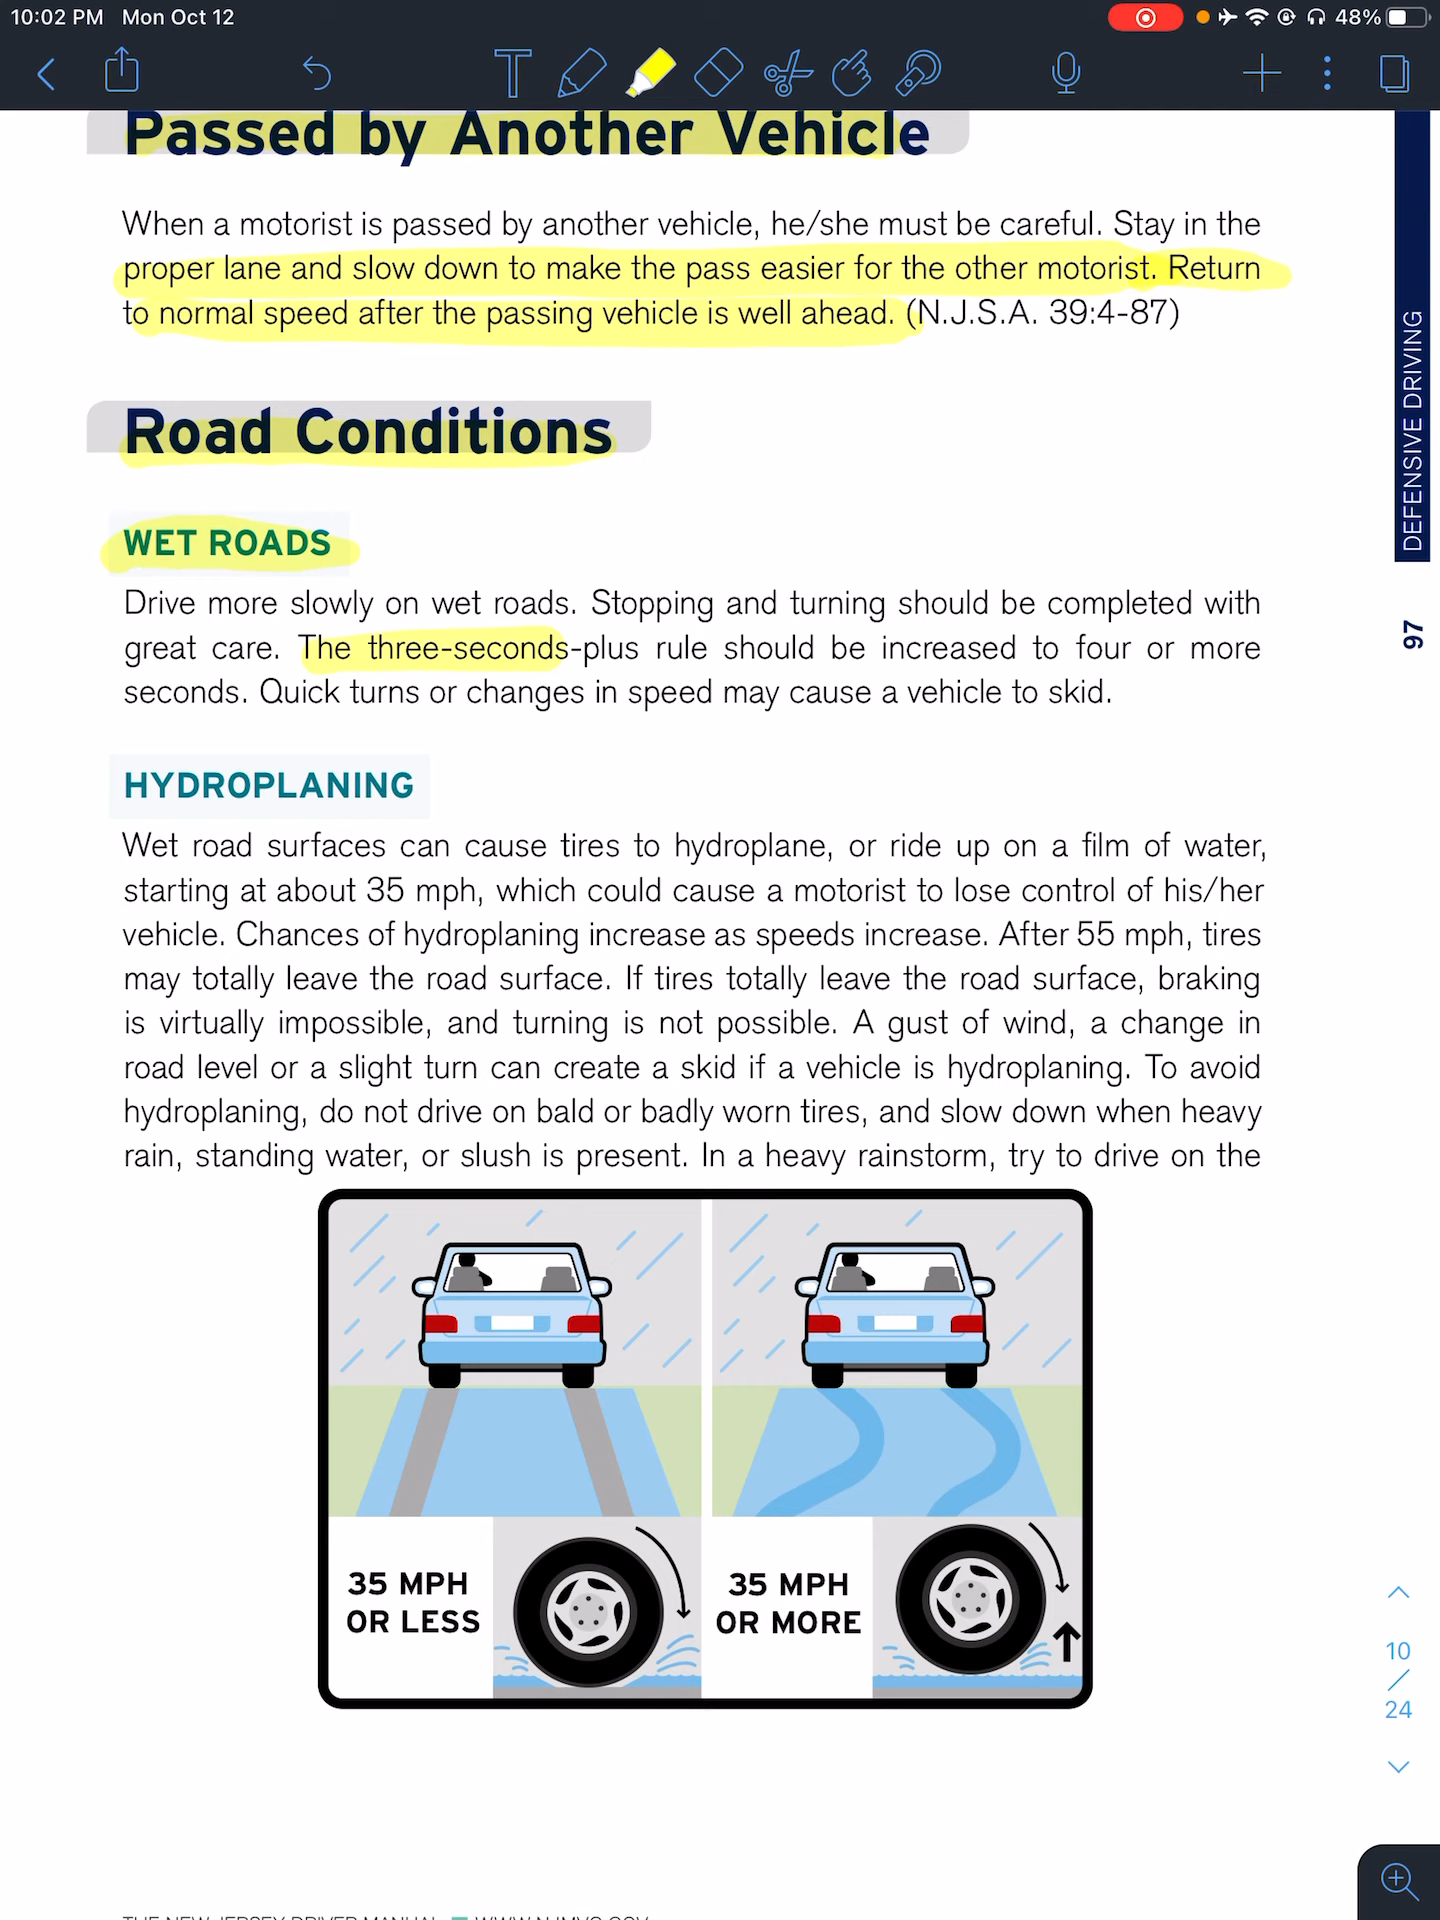 10:02 PM Mon Oct 12
48%
Passed by Another Vehicle
When a motorist is passed by another vehicle, he/she must be careful. Stay in the
proper lane and slow down to make the pass easier for the other motorist. Return
to normal speed after the passing vehicle is well ahead. (N.J.S.A. 39:4-87)
Road Conditions
WET ROADS
Drive more slowly on wet roads. Stopping and turning should be completed with
great care. The three-seconds-plus rule should be increased to four or more
seconds. Quick turns or changes in speed may cause a vehicle to skid.
HYDROPLANING
Wet road surfaces can cause tires to hydroplane, or ride up on a film of water,
starting at about 35 mph, which could cause a motorist to lose control of his/her
vehicle. Chances of hydroplaning increase as speeds increase. After 55 mph, tires
may totally leave the road surface. If tires totally leave the road surface, braking
is virtually impossible, and turning is not possible. A gust of wind, a change in
road level or a slight turn can create a skid if a vehicle is hydroplaning. To avoid
hydroplaning, do not drive on bald or badly worn tires, and slow down when heavy
rain, standing water, or slush is present. In a heavy rainstorm, try to drive on the
35 MPH
OR LESS
35 MPH
OR MORE
DEFENSIVE DRIVING
97
10
/
24
THE NEW JERSEY DRIVER MANUAL WWW.NJMVC.GOV